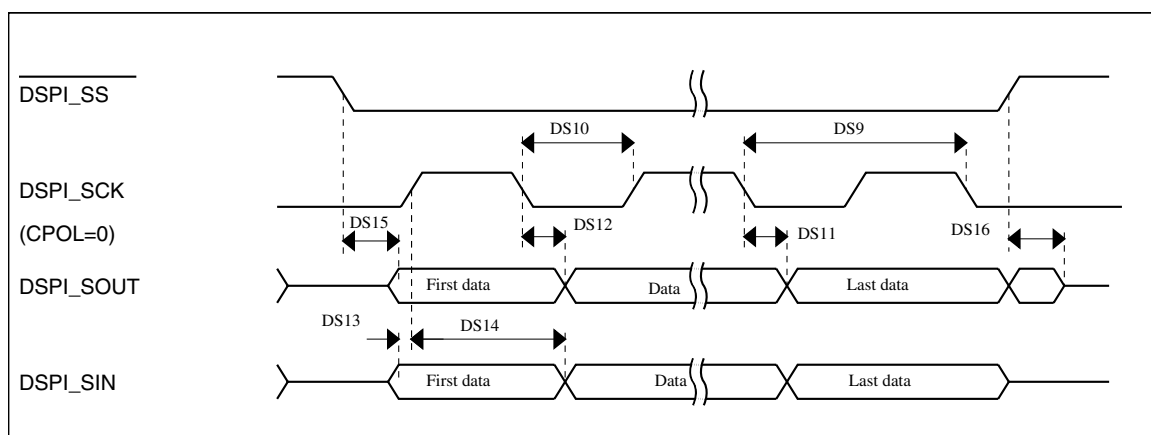 DSPI_SS
DS10
DS9
DSPI_SCK
(CPOL=0)
DS15
DS12
DS11
DS16
DSPI_SOUT
First data
Data
Last data
DS13
DS14
DSPI_SIN
First data
Data
Last data